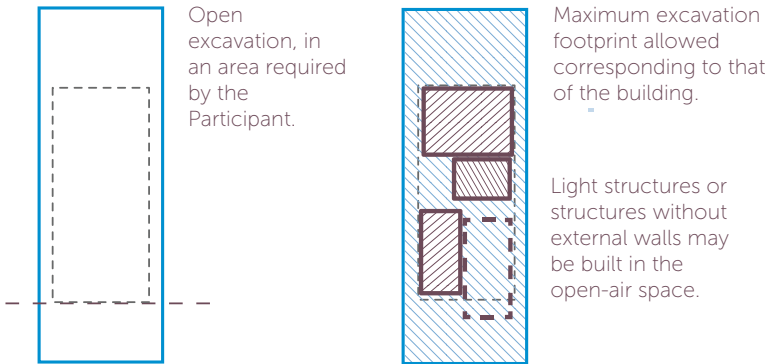 Open
excavation, in
an area required
by the
Participant.
Maximum excavation
footprint allowed
corresponding to that
of the building.
Light structures or
structures without
external walls may
be built in the
open-air space.